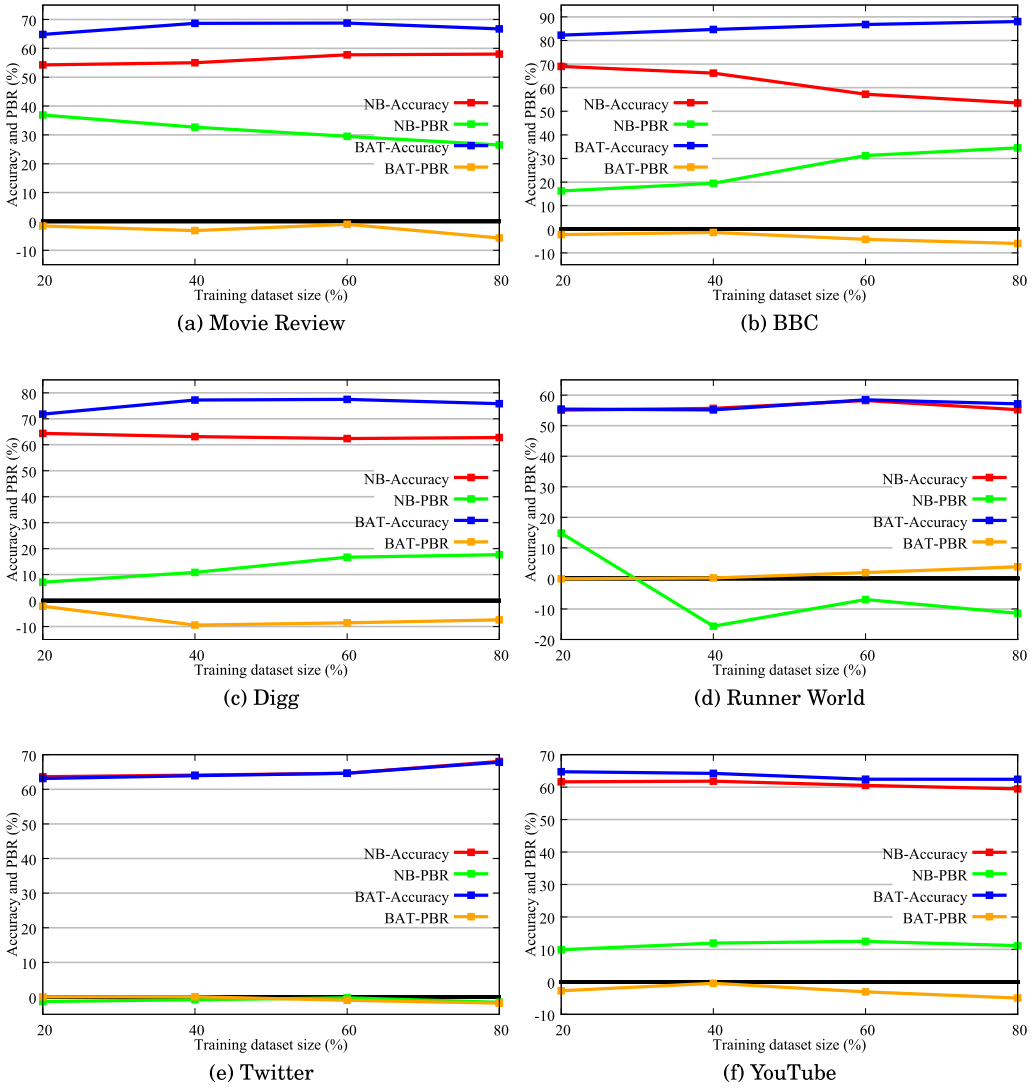 Accuracy and PBR (%)
70
60
50
40
30
20
10
0
-10
NB-Accuracy
NB-PBR
BAT-Accuracy
BAT-PBR
20 40 60 80
Training dataset size (%)
(a) Movie Review
Accuracy and PBR (%)
90
80
70
60
50
40
30
20
10
0
-10
NB-Accuracy
NB-PBR
BAT-Accuracy
BAT-PBR
20 40 60 80
Training dataset size (%)
(b) BBC
Accuracy and PBR (%)
80
70
60
50
40
30
20
10
0
-10
NB-Accuracy
NB-PBR
BAT-Accuracy
BAT-PBR
20 40 60 80
Training dataset size (%)
(c) Digg
Accuracy and PBR (%)
60
50
40
30
20
10
0
-10
-20
NB-Accuracy
NB-PBR
BAT-Accuracy
BAT-PBR
20 40 60 80
Training dataset size (%)
(d) Runner World
Accuracy and PBR (%)
70
60
50
40
30
20
10
0
NB-Accuracy
NB-PBR
BAT-Accuracy
BAT-PBR
20 40 60 80
Training dataset size (%)
(e) Twitter
Accuracy and PBR (%)
70
60
50
40
30
20
10
0
-10
NB-Accuracy
NB-PBR
BAT-Accuracy
BAT-PBR
20 40 60 80
Training dataset size (%)
(f) YouTube